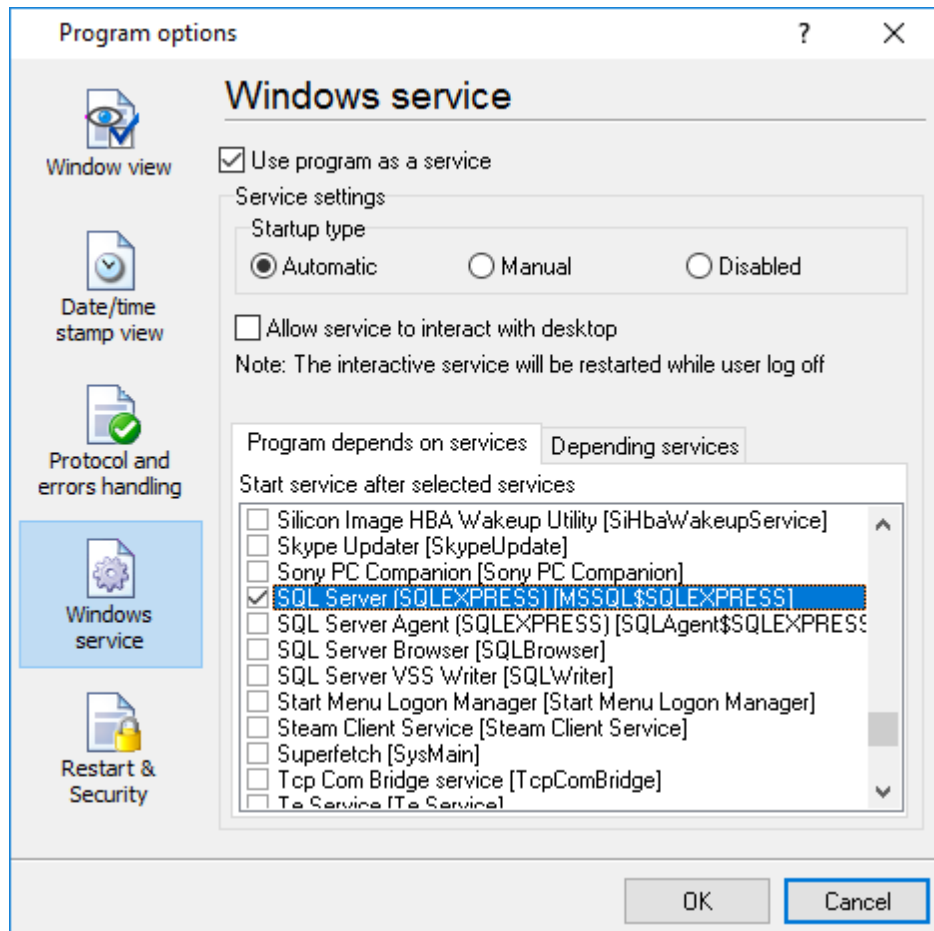 Program options
?
Window view
Date/time
stamp view
Protocol and
errors handling
Windows
service
Restart &
Security
Windows service
Use program as a service
Service settings
Startup type
Automatic
Manual
Disabled
Allow service to interact with desktop
Note: The interactive service will be restarted while user log off
Program depends on services
Depending services
Start service after selected services
Silicon Image HBA Wakeup Utility [SiHbaWakeupService]
Skype Updater [SkypeUpdate]
Sony PC Companion [Sony PC Companion]
SQL Server (SQLEXPRESS) [MSSQL$SQLEXPRESS]
SQL Server Agent (SQLEXPRESS) [SQLAgent$SQLEXPRESS
SQL Server Browser [SQLBrowser]
SQL Server VSS Writer [SQLWriter]
Start Menu Logon Manager [Start Menu Logon Manager]
Steam Client Service [Steam Client Service]
Superfetch [SysMain]
Tcp Com Bridge service [TcpComBridge]
Te Service [Te Service]
OK
Cancel